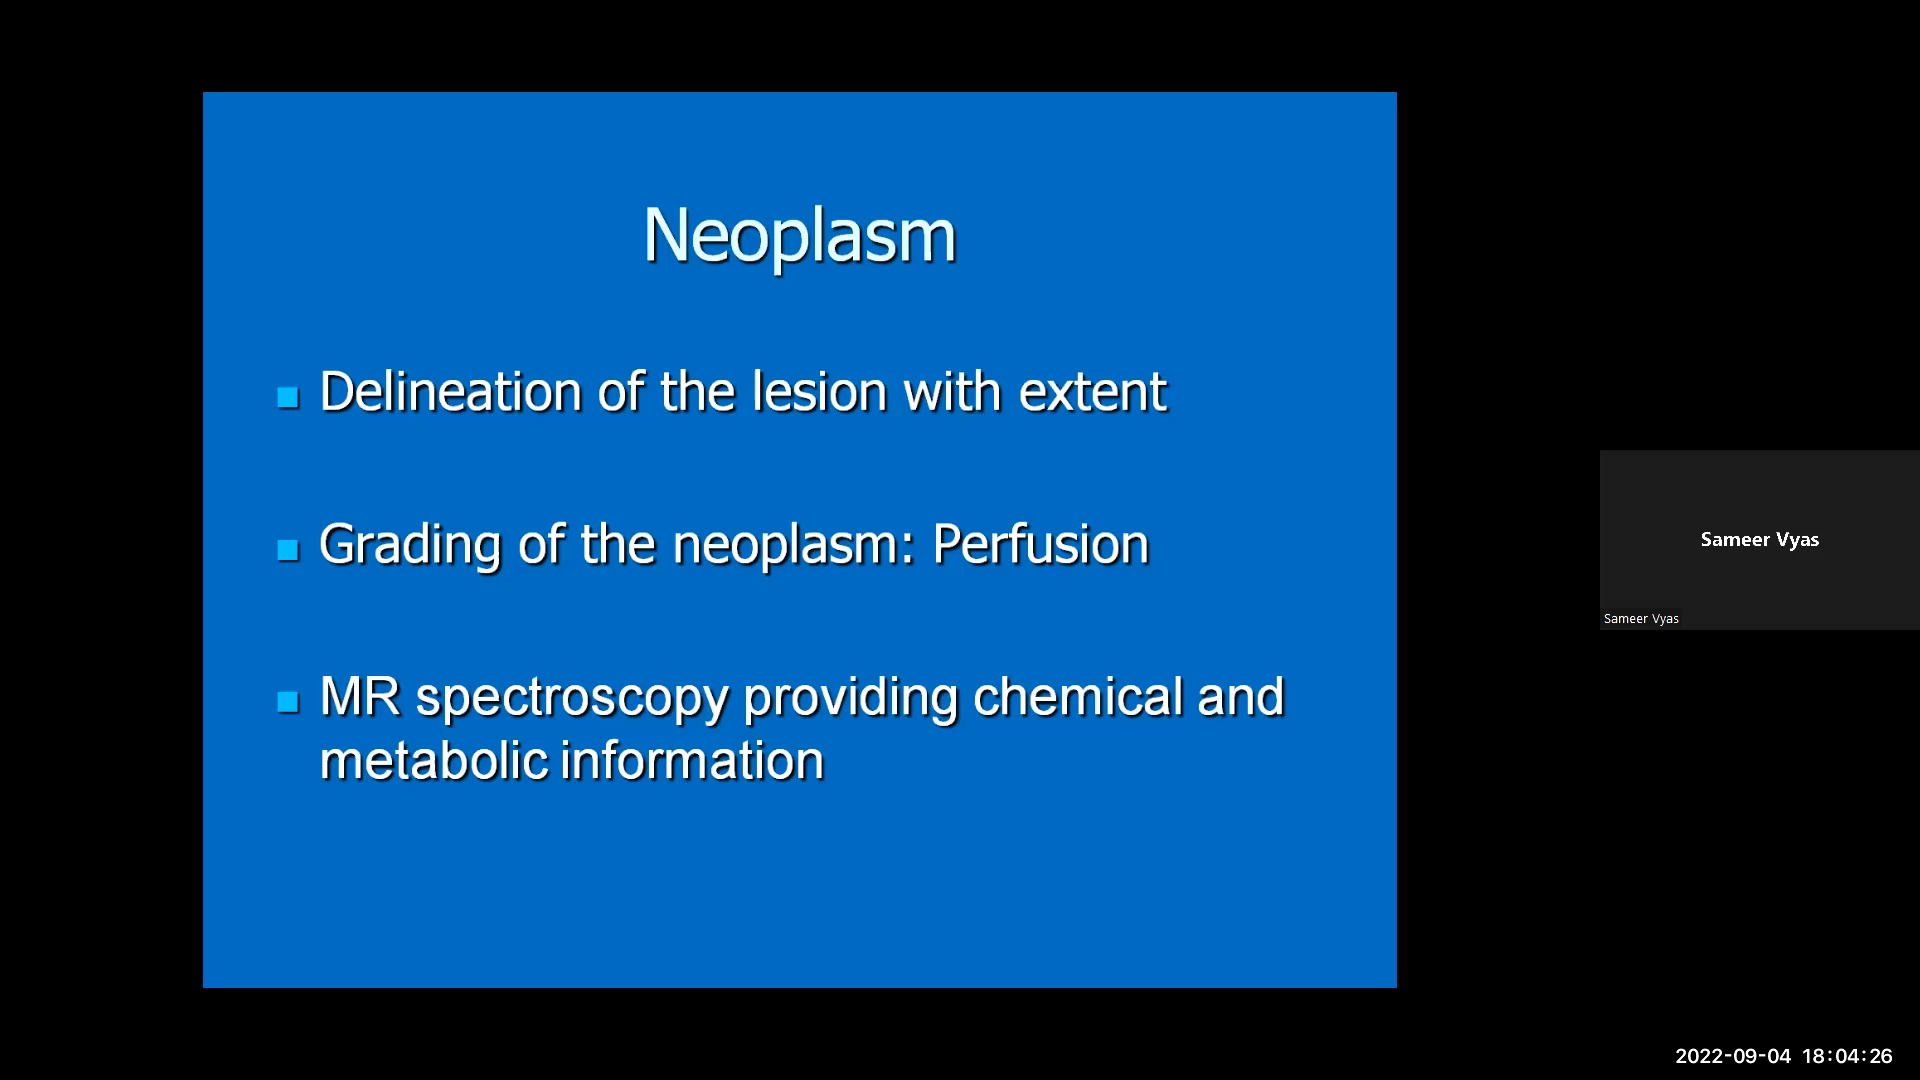 Neoplasm
Delineation of the lesion with extent
Grading of the neoplasm: Perfusion
MR spectroscopy providing chemical and
metabolic information
Sameer Vyas
Sameer Vyas
2022-09-04 18:04:26